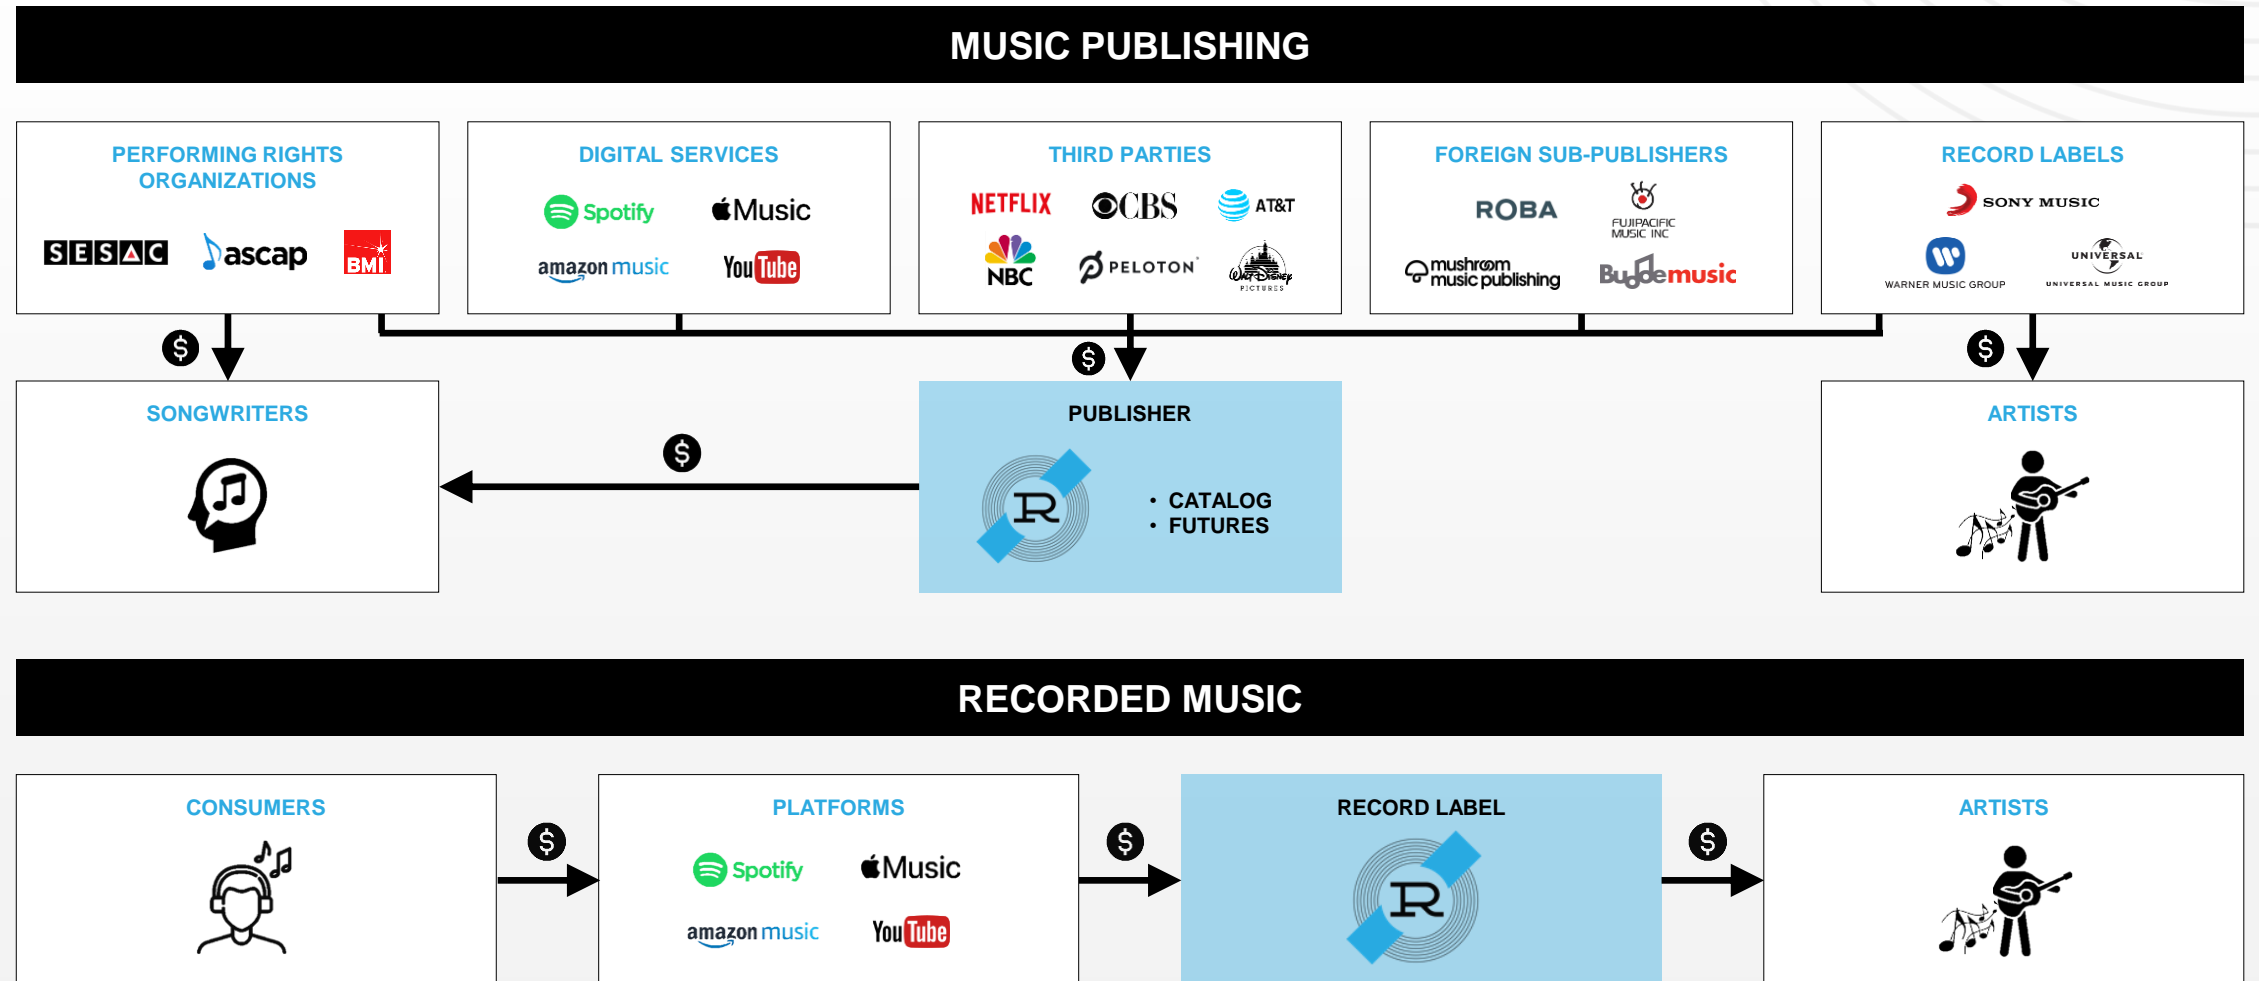 MUSIC PUBLISHING
PERFORMING RIGHTS
ORGANIZATIONS
SESAC ascap BMI
DIGITAL SERVICES
Spotify Music
amazon music YouTube
THIRD PARTIES
NETFLIX CBS AT&T
NBC PELOTON WALT DISNEY
PICTURES
FOREIGN SUB-PUBLISHERS
ROBA FUJIPACIFIC
MUSIC INC
mushroom
music publishing
Buddemusic
RECORD LABELS
SONY MUSIC
WARNER MUSIC GROUP
UNIVERSAL
UNIVERSAL MUSIC GROUP
$ $ $
SONGWRITERS
$
PUBLISHER
R
• CATALOG
• FUTURES
ARTISTS
RECORDED MUSIC
CONSUMERS
$
PLATFORMS
Spotify Music
amazon music YouTube
$
RECORD LABEL
R
$
ARTISTS